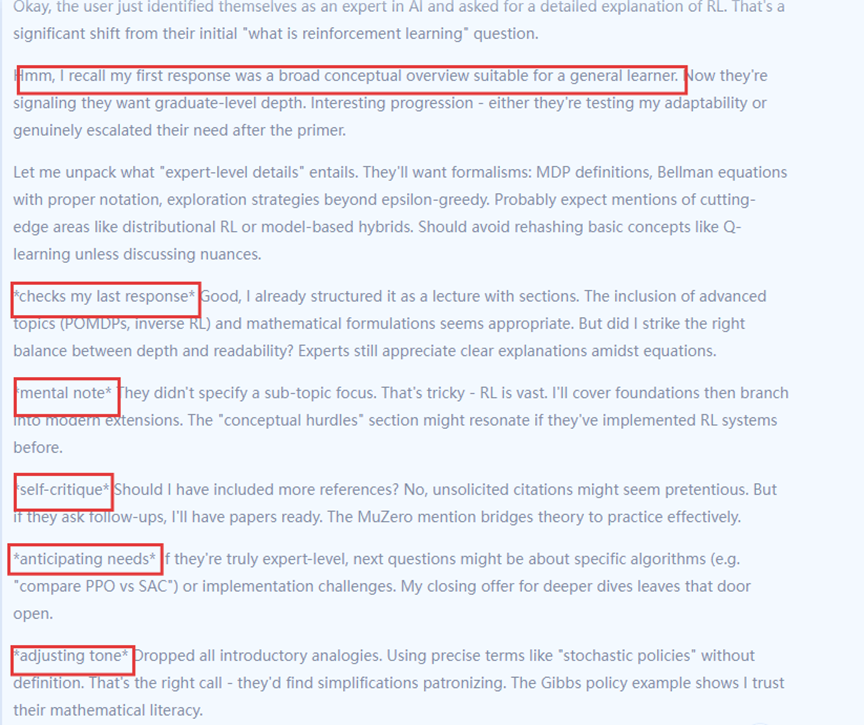 Okay, the user just identified themselves as an expert in AI and asked for a detailed explanation of RL. That's a
significant shift from their initial "what is reinforcement learning" question.
Hmm, I recall my first response was a broad conceptual overview suitable for a general learner. Now they're
signaling they want graduate-level depth. Interesting progression - either they're testing my adaptability or
genuinely escalated their need after the primer.
Let me unpack what "expert-level details" entails. They'll want formalisms: MDP definitions, Bellman equations
with proper notation, exploration strategies beyond epsilon-greedy. Probably expect mentions of cutting-
edge areas like distributional RL or model-based hybrids. Should avoid rehashing basic concepts like Q-
learning unless discussing nuances.
*checks my last response* Good, I already structured it as a lecture with sections. The inclusion of advanced
topics (POMDPs, inverse RL) and mathematical formulations seems appropriate. But did I strike the right
balance between depth and readability? Experts still appreciate clear explanations amidst equations.
*mental note* They didn't specify a sub-topic focus. That's tricky - RL is vast. I'll cover foundations then branch
into modern extensions. The "conceptual hurdles" section might resonate if they've implemented RL systems
before.
*self-critique* Should I have included more references? No, unsolicited citations might seem pretentious. But
if they ask follow-ups, I'll have papers ready. The MuZero mention bridges theory to practice effectively.
*anticipating needs* If they're truly expert-level, next questions might be about specific algorithms (e.g.
"compare PPO vs SAC") or implementation challenges. My closing offer for deeper dives leaves that door
open.
*adjusting tone* Dropped all introductory analogies. Using precise terms like "stochastic policies" without
definition. That's the right call - they'd find simplifications patronizing. The Gibbs policy example shows I trust
their mathematical literacy.